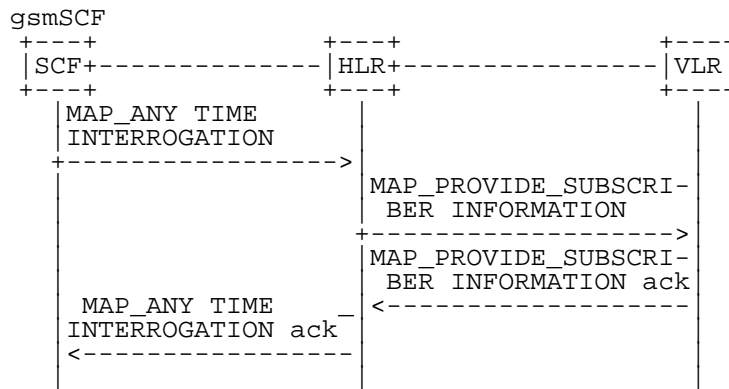 gsmSCF
SCF HLR VLR
MAP_ANY TIME
INTERROGATION
MAP_PROVIDE_SUBSCRI-
BER INFORMATION
MAP_PROVIDE_SUBSCRI-
BER INFORMATION ack
MAP_ANY TIME _
INTERROGATION ack